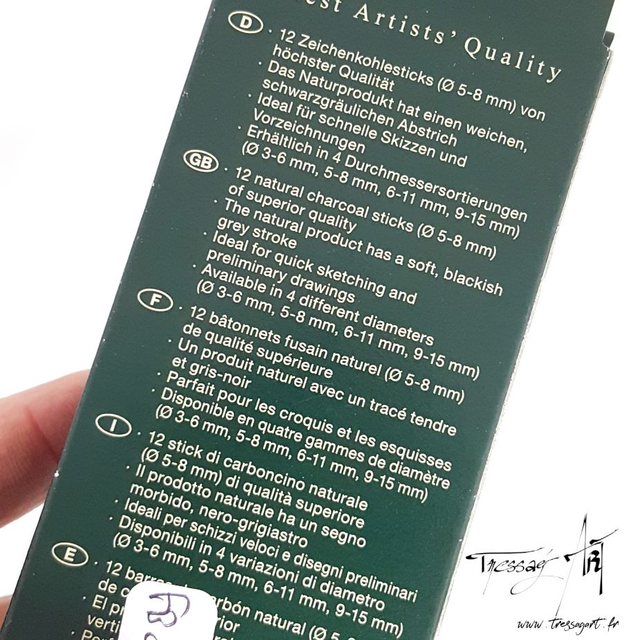 Artists' Quality
D
· 12 Zeichenkohlesticks (Ø 5-8 mm) von
höchster Qualität
· Das Naturprodukt hat einen weichen,
schwarzgräulichen Abstrich
· Ideal für schnelle Skizzen und
Vorzeichnungen
· Erhältlich in 4 Durchmessersortierungen
(Ø 3-6 mm, 5-8 mm, 6-11 mm, 9-15 mm)
GB
· 12 natural charcoal sticks (Ø 5-8 mm)
of superior quality
· The natural product has a soft, blackish
grey stroke
· Ideal for quick sketching and
preliminary drawings
· Available in 4 different diameters
(Ø 3-6 mm, 5-8 mm, 6-11 mm, 9-15 mm)
F
· 12 bâtonnets fusain naturel (Ø 5-8 mm)
de qualité supérieure
· Un produit naturel avec un tracé tendre
et gris-noir
· Parfait pour les croquis et les esquisses
· Disponible en quatre gammes de diamètre
(Ø 3-6 mm, 5-8 mm, 6-11 mm, 9-15 mm)
I
· 12 stick di carboncino naturale
(Ø 5-8 mm) di qualità superiore
· Il prodotto naturale ha un segno
morbido, nero-grigiastro
· Ideali per schizzi veloci e disegni preliminari
· Disponibili in 4 variazioni di diametro
(Ø 3-6 mm, 5-8 mm, 6-11 mm, 9-15 mm)
E
· 12 carbón natural (Ø 5-8
de
· El
Tressag Art
www.tressagart.fr